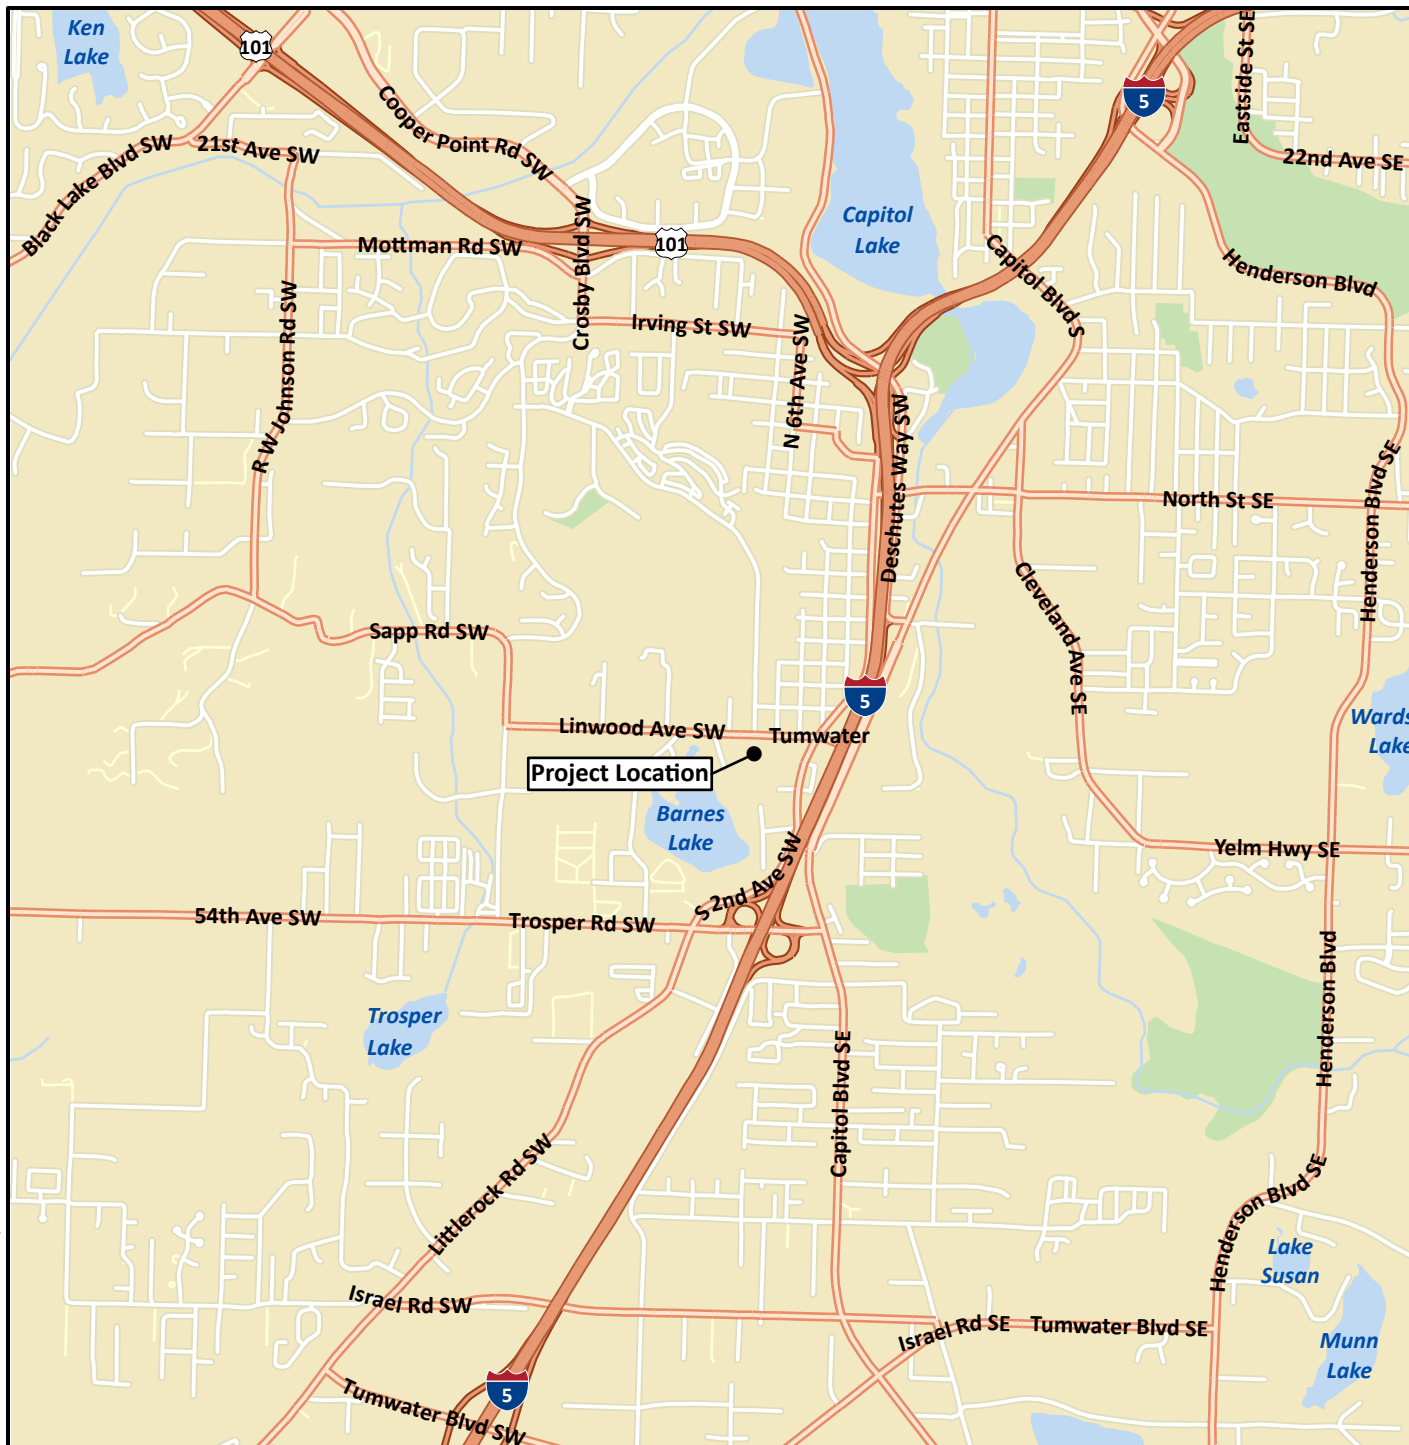 Ken
Lake
101
5
Eastside St SE
22nd Ave SE
Cooper Point Rd SW
21st Ave SW
Black Lake Blvd SW
Capitol
Lake
Crosby Blvd SW
Mottman Rd SW
101
Capitol Blvd S
Henderson Blvd
R W Johnson Rd SW
Irving St SW
N 6th Ave SW
Deschutes Way SW
North St SE
Henderson Blvd SE
Cleveland Ave SE
Sapp Rd SW
5
Linwood Ave SW
Tumwater
Wards
Lake
Project Location
Barnes
Lake
Yelm Hwy SE
S 2nd Ave SW
54th Ave SW
Trosper Rd SW
Henderson Blvd
Trosper
Lake
Capitol Blvd SE
Littlerock Rd SW
Henderson Blvd SE
Lake
Susan
Israel Rd SW
Israel Rd SE
Tumwater Blvd SE
Munn
Lake
5
Tumwater Blvd SW